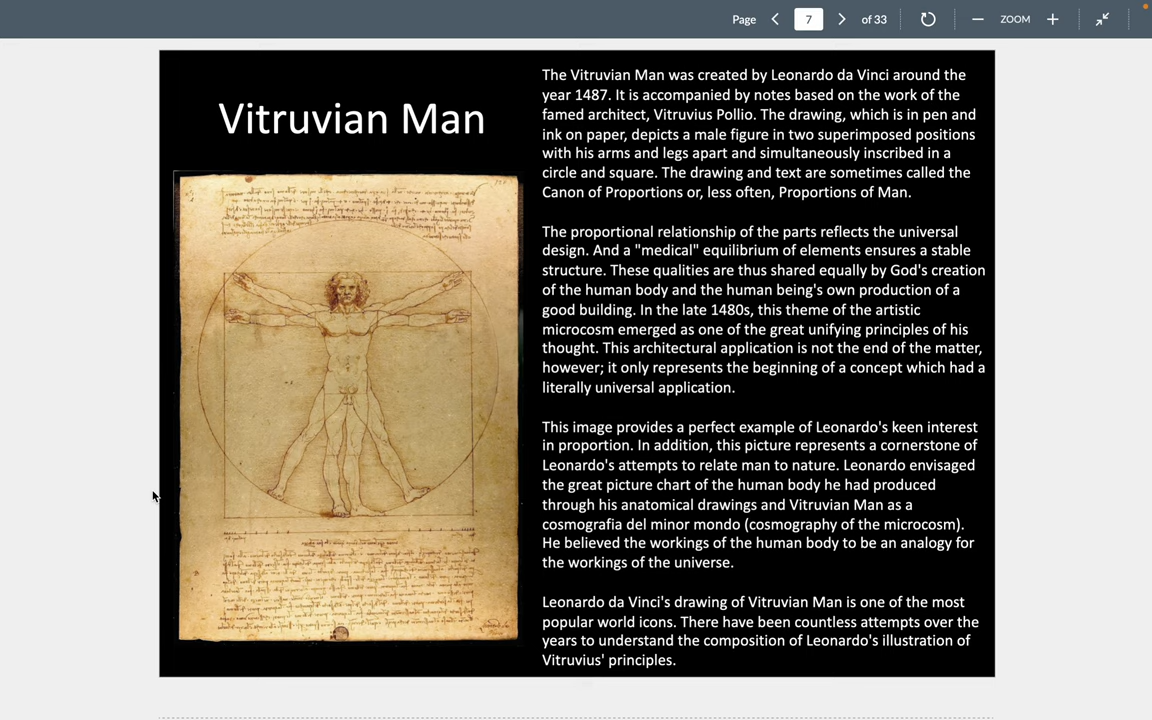 Page 7 of 33 ZOOM
Vitruvian Man
The Vitruvian Man was created by Leonardo da Vinci around the
year 1487. It is accompanied by notes based on the work of the
famed architect, Vitruvius Pollio. The drawing, which is in pen and
ink on paper, depicts a male figure in two superimposed positions
with his arms and legs apart and simultaneously inscribed in a
circle and square. The drawing and text are sometimes called the
Canon of Proportions or, less often, Proportions of Man.
The proportional relationship of the parts reflects the universal
design. And a "medical" equilibrium of elements ensures a stable
structure. These qualities are thus shared equally by God's creation
of the human body and the human being's own production of a
good building. In the late 1480s, this theme of the artistic
microcosm emerged as one of the great unifying principles of his
thought. This architectural application is not the end of the matter,
however; it only represents the beginning of a concept which had a
literally universal application.
This image provides a perfect example of Leonardo's keen interest
in proportion. In addition, this picture represents a cornerstone of
Leonardo's attempts to relate man to nature. Leonardo envisaged
the great picture chart of the human body he had produced
through his anatomical drawings and Vitruvian Man as a
cosmografia del minor mondo (cosmography of the microcosm).
He believed the workings of the human body to be an analogy for
the workings of the universe.
Leonardo da Vinci's drawing of Vitruvian Man is one of the most
popular world icons. There have been countless attempts over the
years to understand the composition of Leonardo's illustration of
Vitruvius' principles.